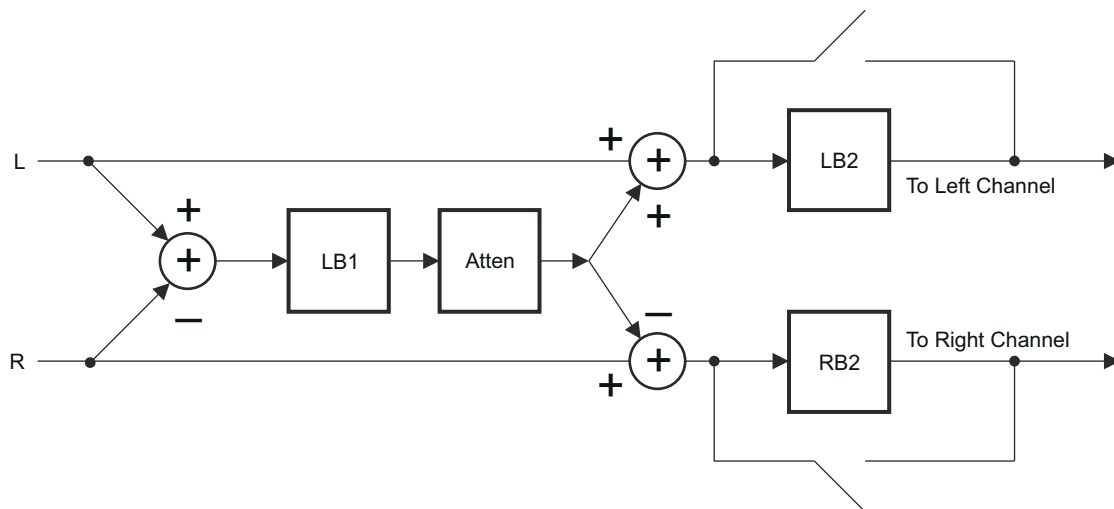 L
+
+
+
LB2
To Left Channel
+
+
LB1
Atten
−
−
R
+
+
RB2
To Right Channel